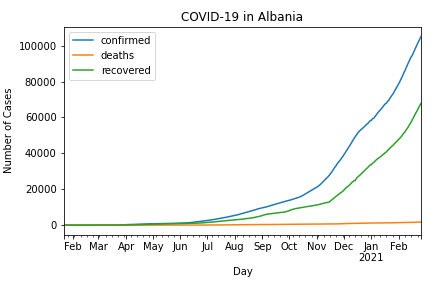 COVID-19 in Albania
confirmed
deaths
recovered
Number of Cases
100000
80000
60000
40000
20000
0
Feb Mar Apr May Jun Jul Aug Sep Oct Nov Dec Jan Feb
2021
Day